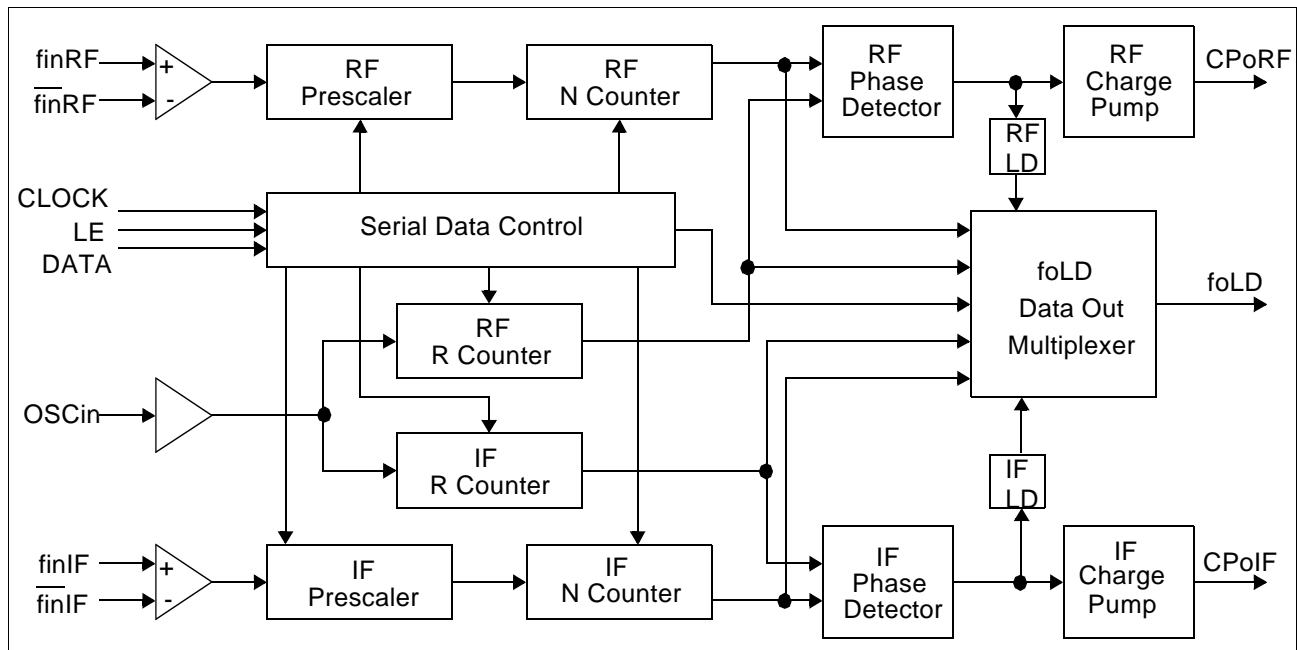 finRF
finRF
+
-
RF
Prescaler
RF
N Counter
RF
Phase
Detector
RF
Charge
Pump
CPoRF
RF
LD
CLOCK
LE
DATA
Serial Data Control
foLD
Data Out
Multiplexer
foLD
RF
R Counter
OSCin
IF
R Counter
IF
LD
finIF
finIF
+
-
IF
Prescaler
IF
N Counter
IF
Phase
Detector
IF
Charge
Pump
CPoIF